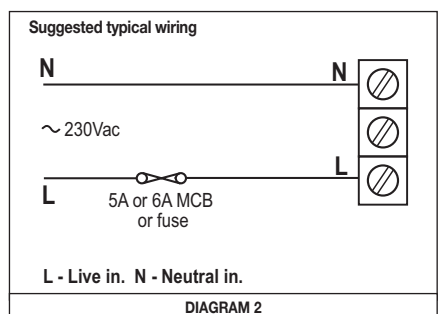 Suggested typical wiring
N N
~ 230Vac
L
L
5A or 6A MCB
or fuse
L - Live in. N - Neutral in.
DIAGRAM 2